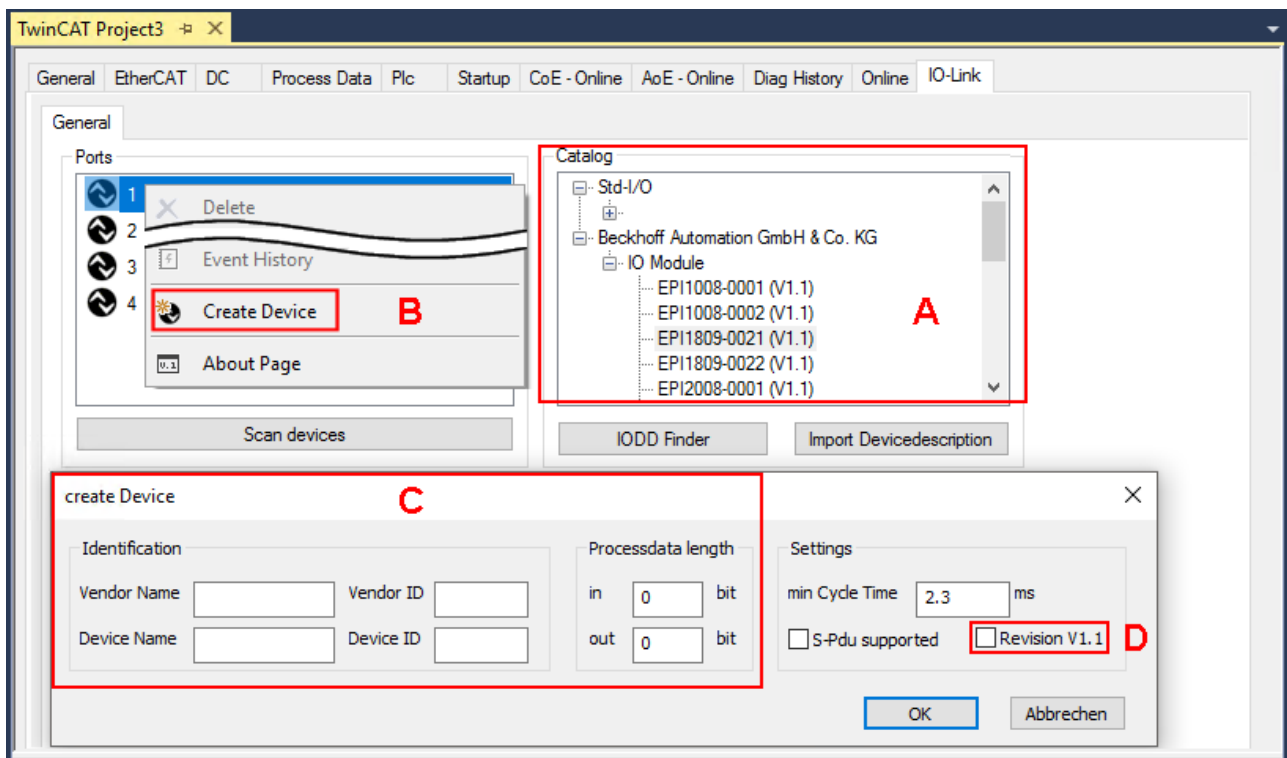 TwinCAT Project3
General EtherCAT DC Process Data Plc Startup CoE - Online AoE - Online Diag History Online IO-Link
General
Ports
1
2
3
4
Delete
Event History
Create Device
B
About Page
Scan devices
Catalog
Std-I/O
Beckhoff Automation GmbH & Co. KG
IO Module
EPI1008-0001 (V1.1)
EPI1008-0002 (V1.1)
EPI1809-0021 (V1.1)
EPI1809-0022 (V1.1)
EPI2008-0001 (V1.1)
A
IODD Finder Import Devicedescription
create Device
C
Identification
Vendor Name Vendor ID
Device Name Device ID
Processdata length
in 0 bit
out 0 bit
Settings
min Cycle Time 2.3 ms
S-Pdu supported Revision V1.1 D
OK Abbrechen